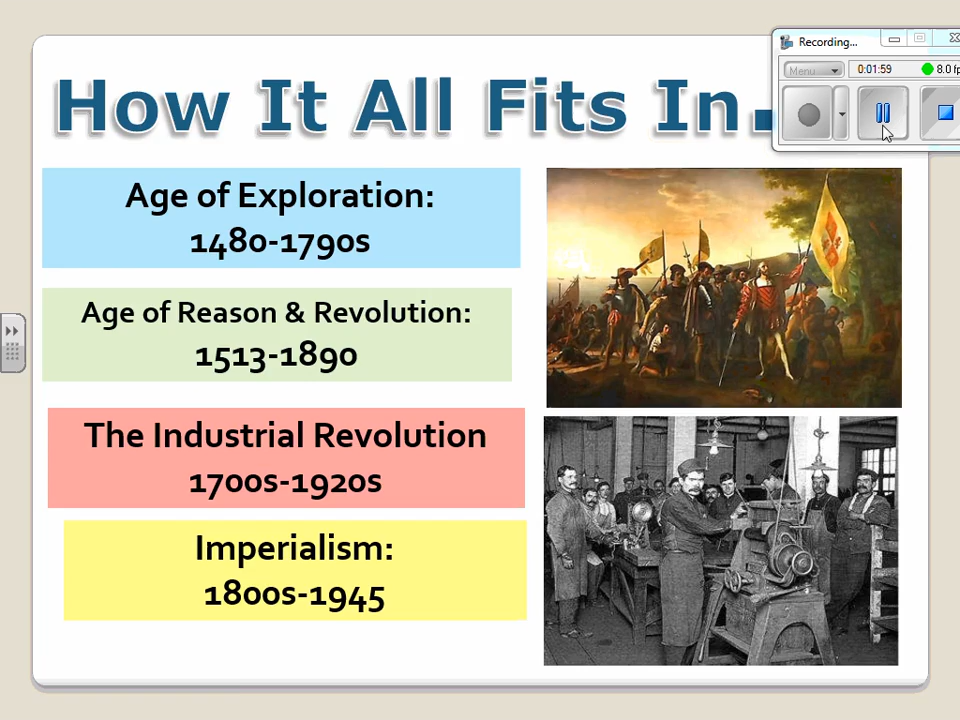 How It All Fits In.
Recording...
Menu
0:01:59
8.0 fp
Age of Exploration:
1480-1790s
Age of Reason & Revolution:
1513-1890
The Industrial Revolution
1700s-1920s
Imperialism:
1800s-1945